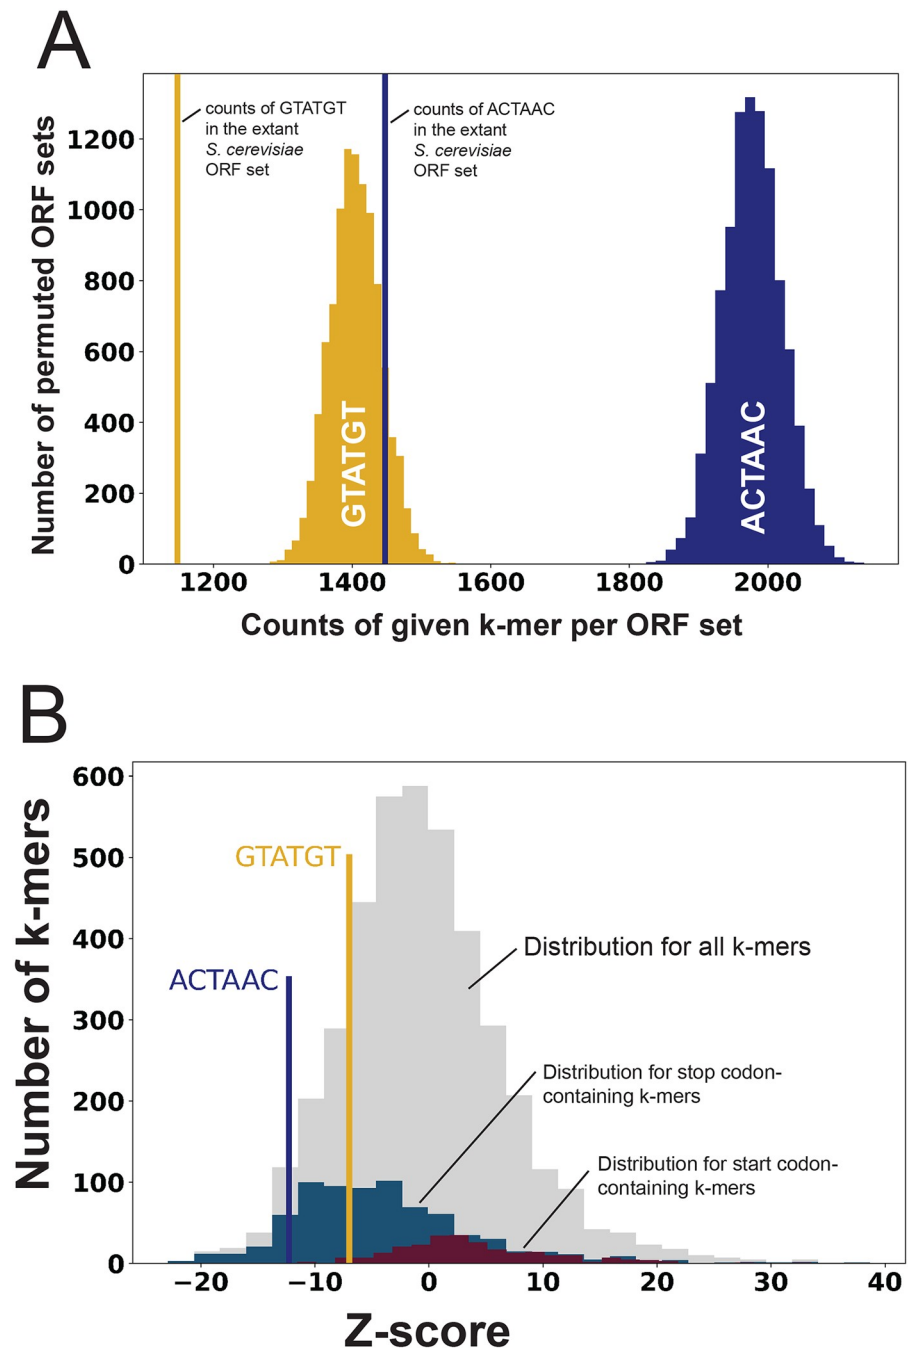 A
counts of GTATGT
in the extant
S. cerevisiae
ORF set
counts of ACTAAC
in the extant
S. cerevisiae
ORF set
Number of permuted ORF sets
1200
1000
800
600
400
200
0
GTATGT
ACTAAC
1200 1400 1600 1800 2000
Counts of given k-mer per ORF set
B
Number of k-mers
600
500
400
300
200
100
0
GTATGT
ACTAAC
Distribution for all k-mers
Distribution for stop codon-
containing k-mers
Distribution for start codon-
containing k-mers
−20 −10 0 10 20 30 40
Z-score